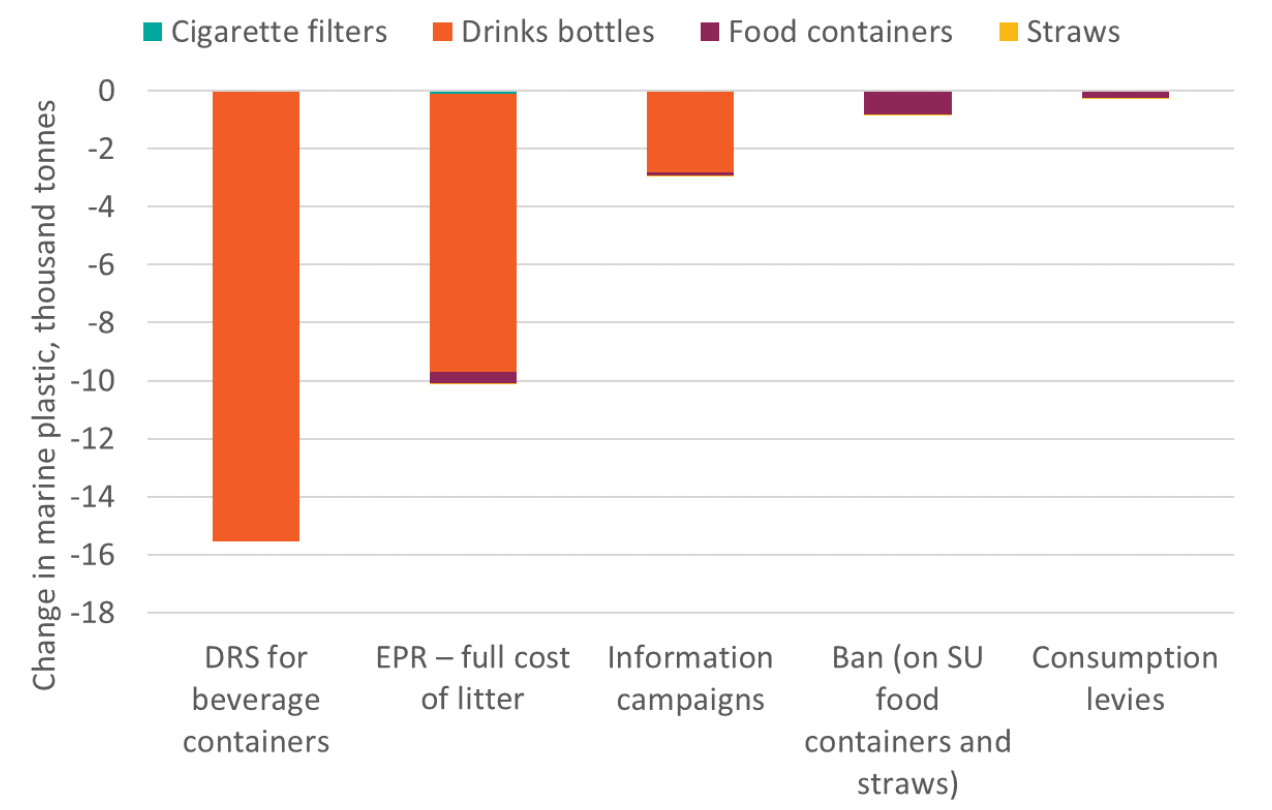 Cigarette filters Drinks bottles Food containers Straws
Change in marine plastic, thousand tonnes
0
-2
-4
-6
-8
-10
-12
-14
-16
-18
DRS for
beverage
containers
EPR – full cost
of litter
Information
campaigns
Ban (on SU
food
containers and
straws)
Consumption
levies